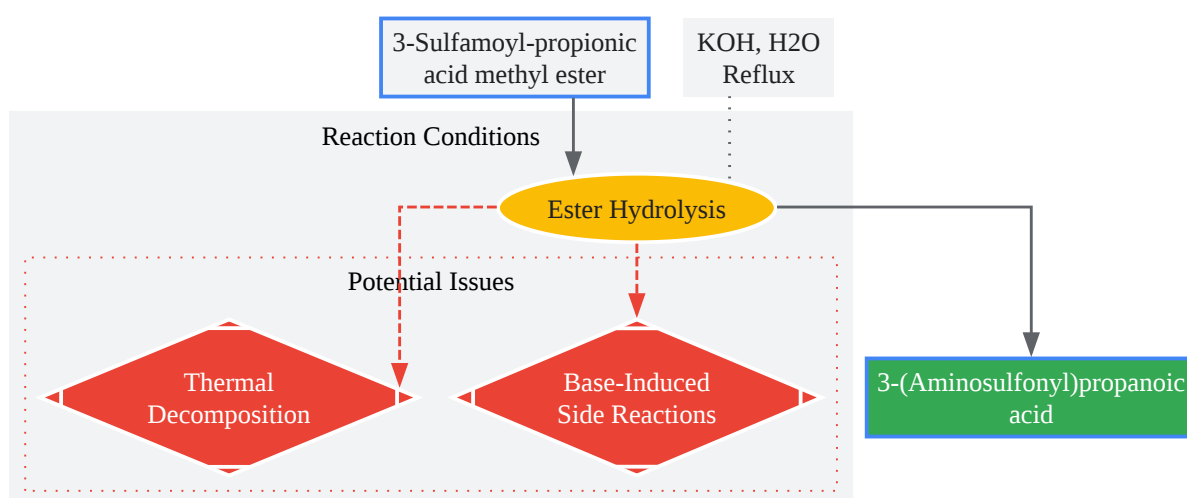 3-Sulfamoyl-propionic
acid methyl ester
KOH, H2O
Reflux
Reaction Conditions
Ester Hydrolysis
Potential Issues
Thermal
Decomposition
Base-Induced
Side Reactions
3-(Aminosulfonyl)propanoic
acid